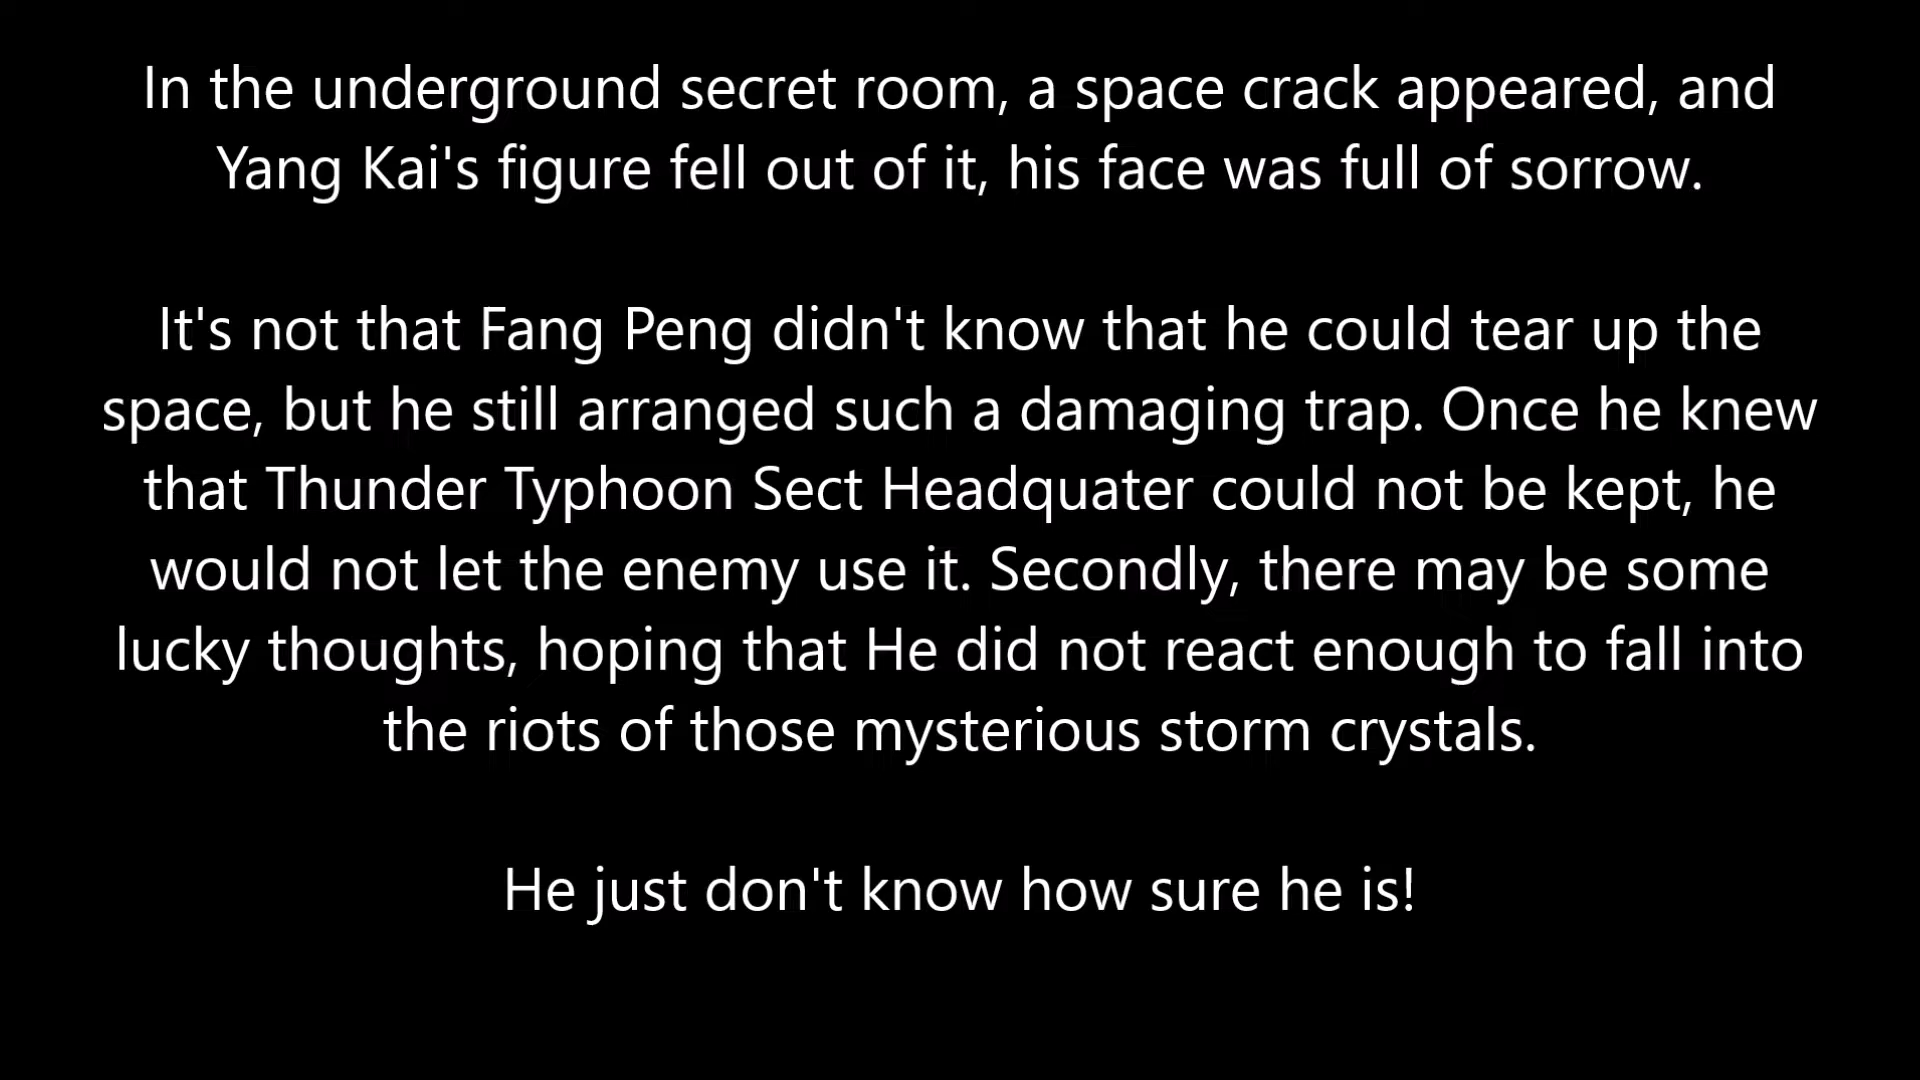 In the underground secret room, a space crack appeared, and
Yang Kai's figure fell out of it, his face was full of sorrow.
It's not that Fang Peng didn't know that he could tear up the
space, but he still arranged such a damaging trap. Once he knew
that Thunder Typhoon Sect Headquater could not be kept, he
would not let the enemy use it. Secondly, there may be some
lucky thoughts, hoping that He did not react enough to fall into
the riots of those mysterious storm crystals.
He just don't know how sure he is!